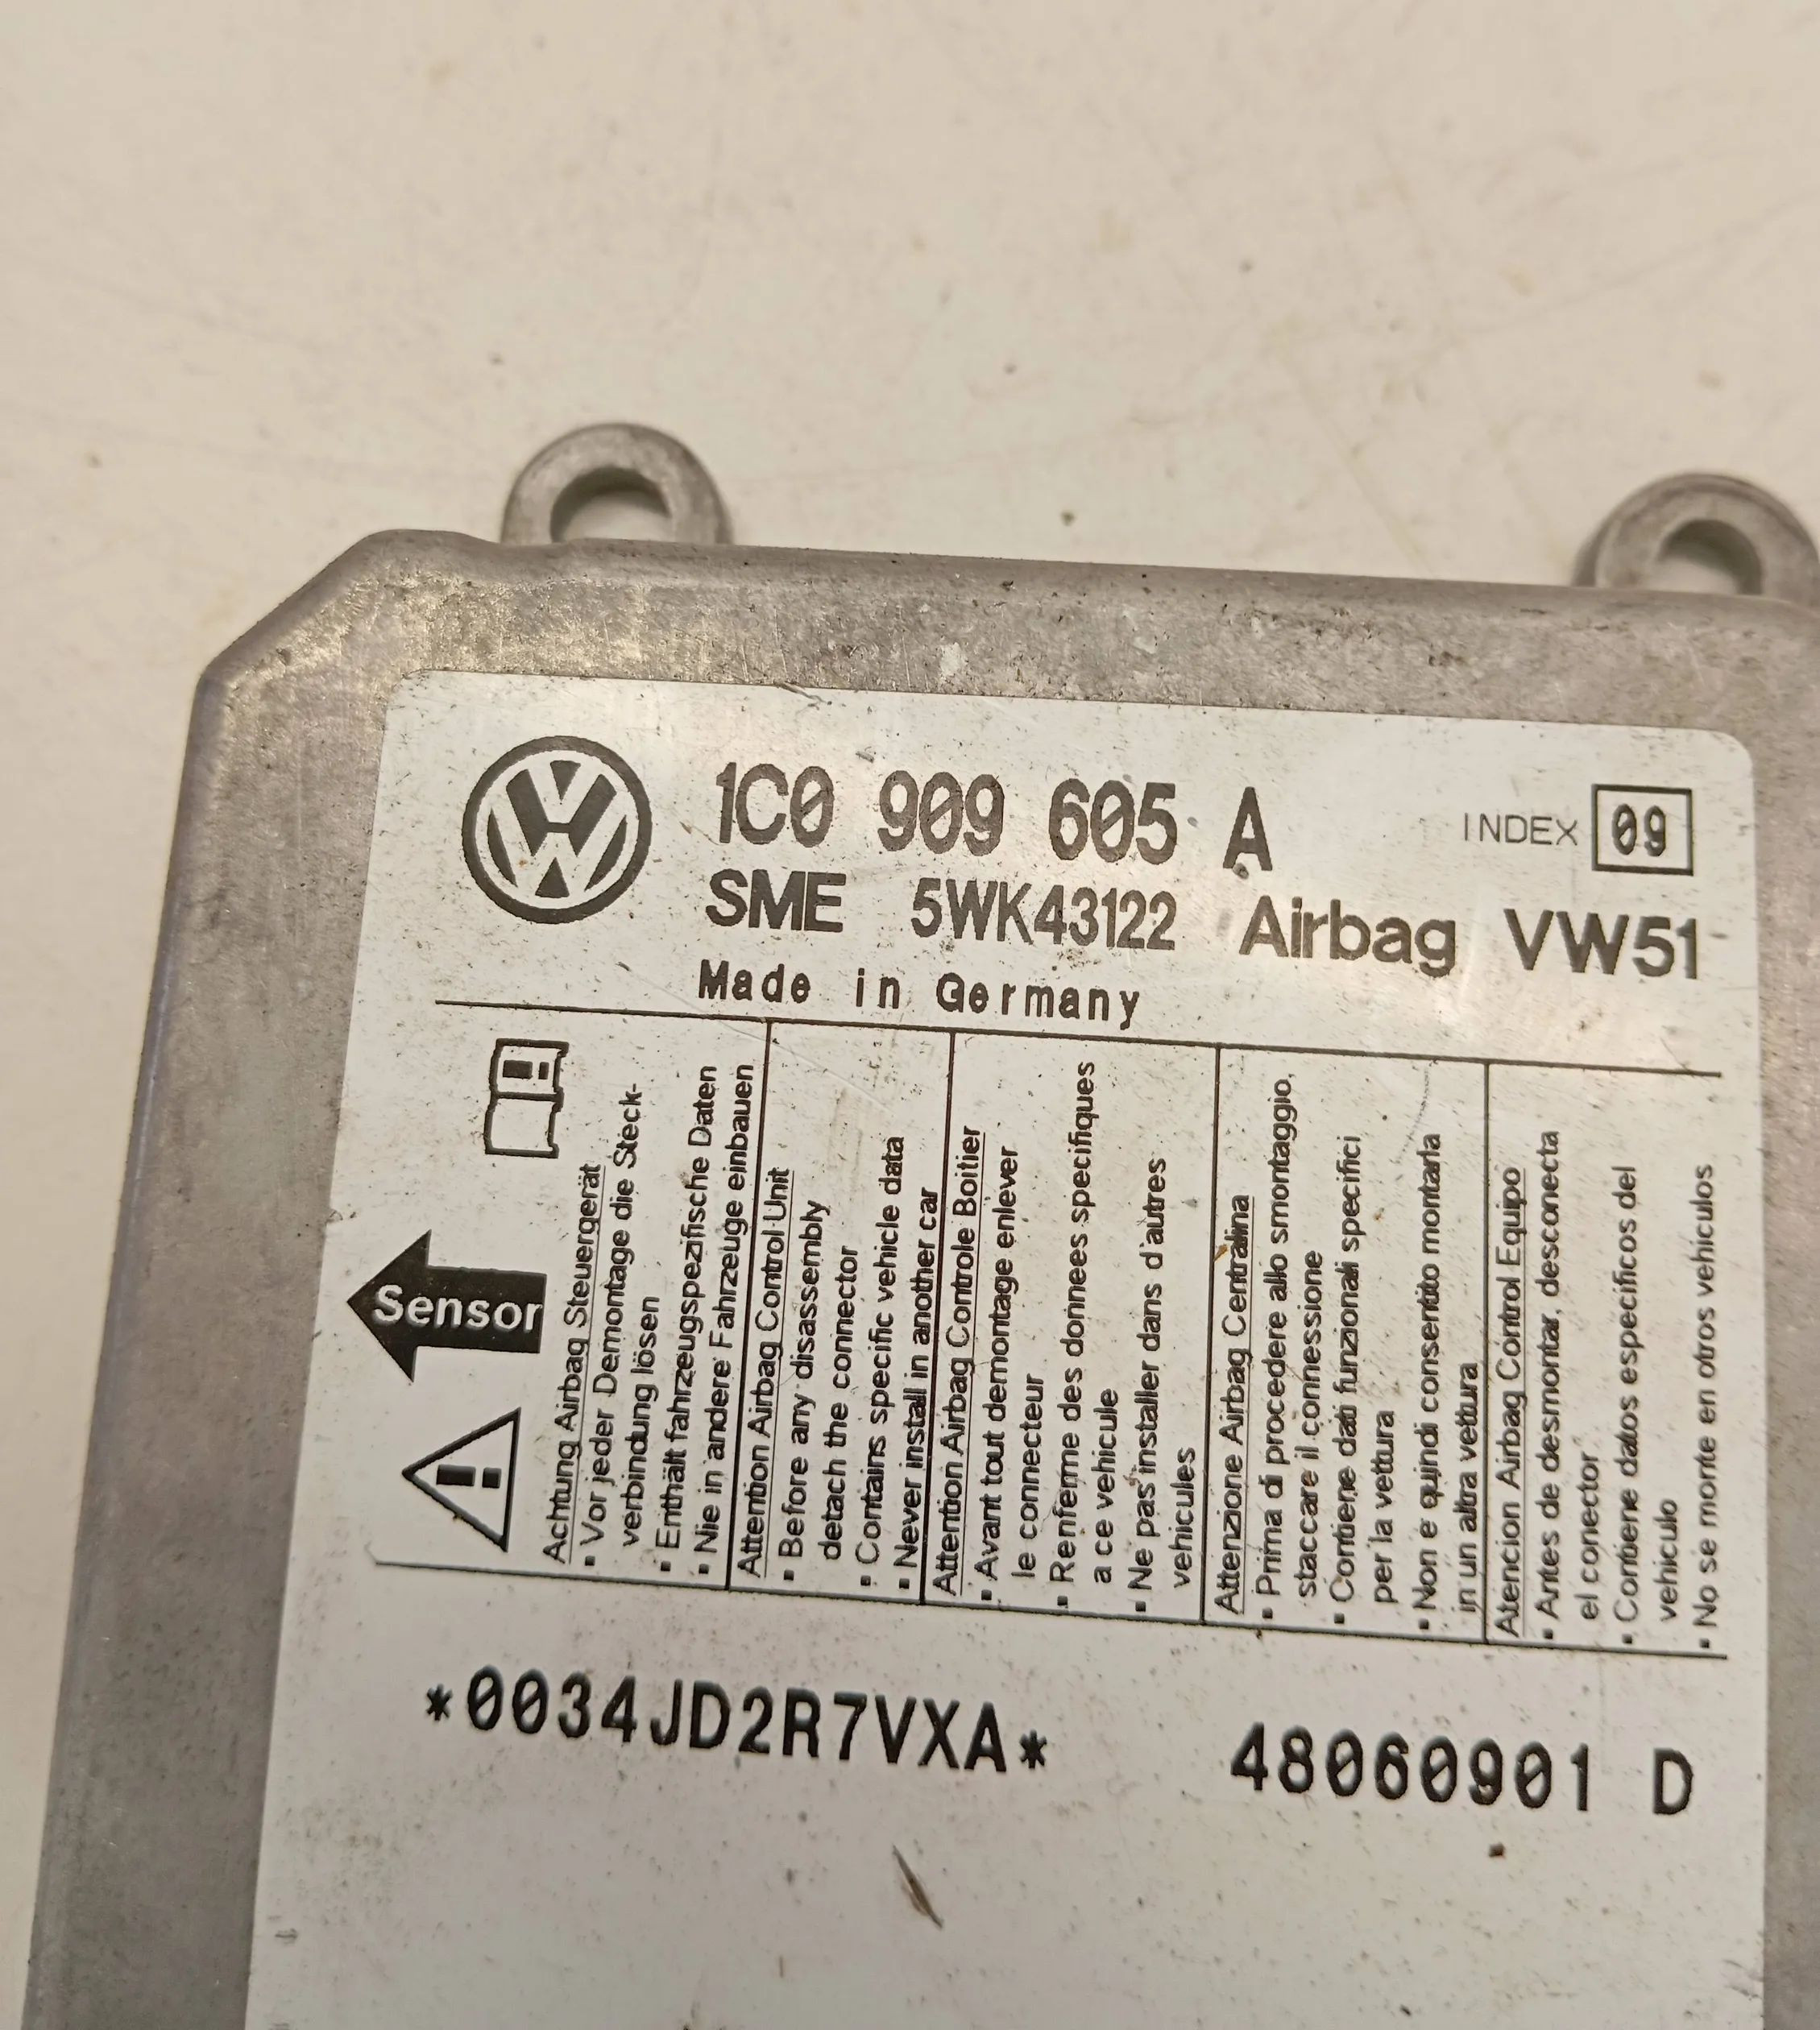 1C0 909 605 A INDEX 09
SME 5WK43122 Airbag VW51
Made in Germany
Sensor
Achtung Airbag Steuergerät
▪ Vor jeder Demontage die Steck-
verbindung lösen
▪ Enthält fahrzeugspezifische Daten
▪ Nie in andere Fahrzeuge einbauen
Attention Airbag Control Unit
▪ Before any disassembly
detach the connector
▪ Contains specific vehicle data
▪ Never install in another car
Attention Airbag Controle Boitier
▪ Avant tout demontage enlever
le connecteur
▪ Renferme des donnees specifiques
a ce vehicule
▪ Ne pas installer dans d'autres
vehicules
Attenzione Airbag Centralina
▪ Prima di procedere allo smontaggio,
staccare il connessione
▪ Contiene dati funzionali specifici
per la vettura
▪ Non e quindi consentito montarla
in un altra vettura
Atencion Airbag Control Equipo
▪ Antes de desmontar, desconecta
el conector
▪ Contiene datos especificos del
vehiculo
▪ No se monte en otros vehiculos
*0034JD2R7VXA* 48060901 D